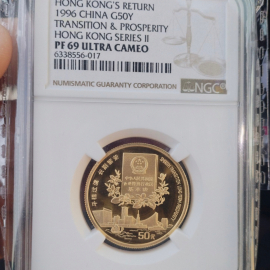 HONG KONG'S RETURN
1996 CHINA G50Y
TRANSITION & PROSPERITY
HONG KONG SERIES II
PF 69 ULTRA CAMEO
6338556-017
NUMISMATIC GUARANTY CORPORATION
NGC
50元